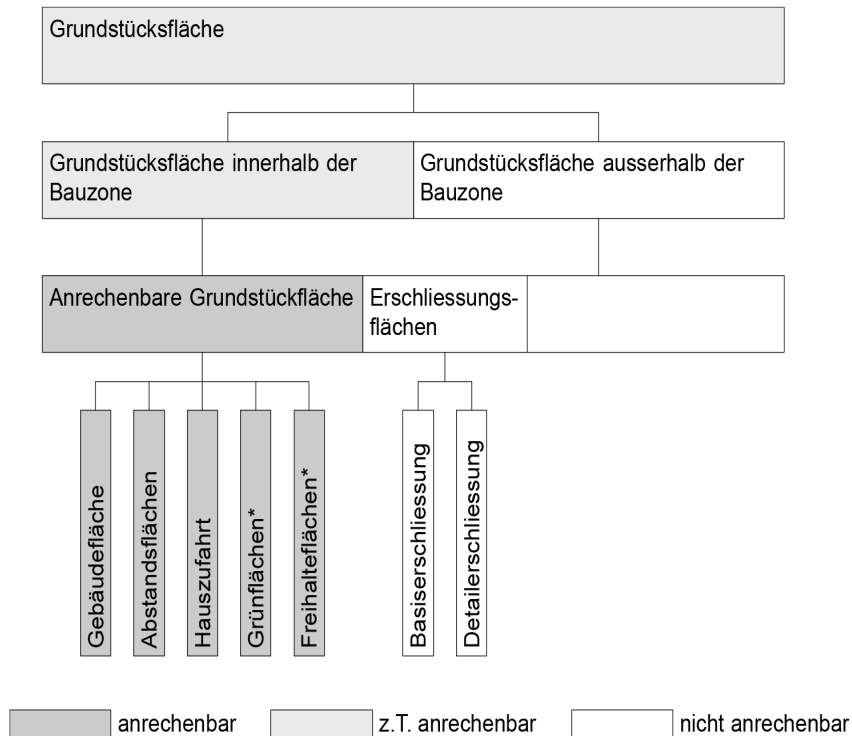 Grundstücksfläche
Grundstücksfläche innerhalb der
Bauzone
Grundstücksfläche ausserhalb der
Bauzone
Anrechenbare Grundstückfläche
Erschliessungs-
flächen
Gebäudefläche
Abstandsflächen
Hauszufahrt
Grünflächen*
Freihalteflächen*
Basiserschliessung
Detailerschliessung
anrechenbar
z.T. anrechenbar
nicht anrechenbar